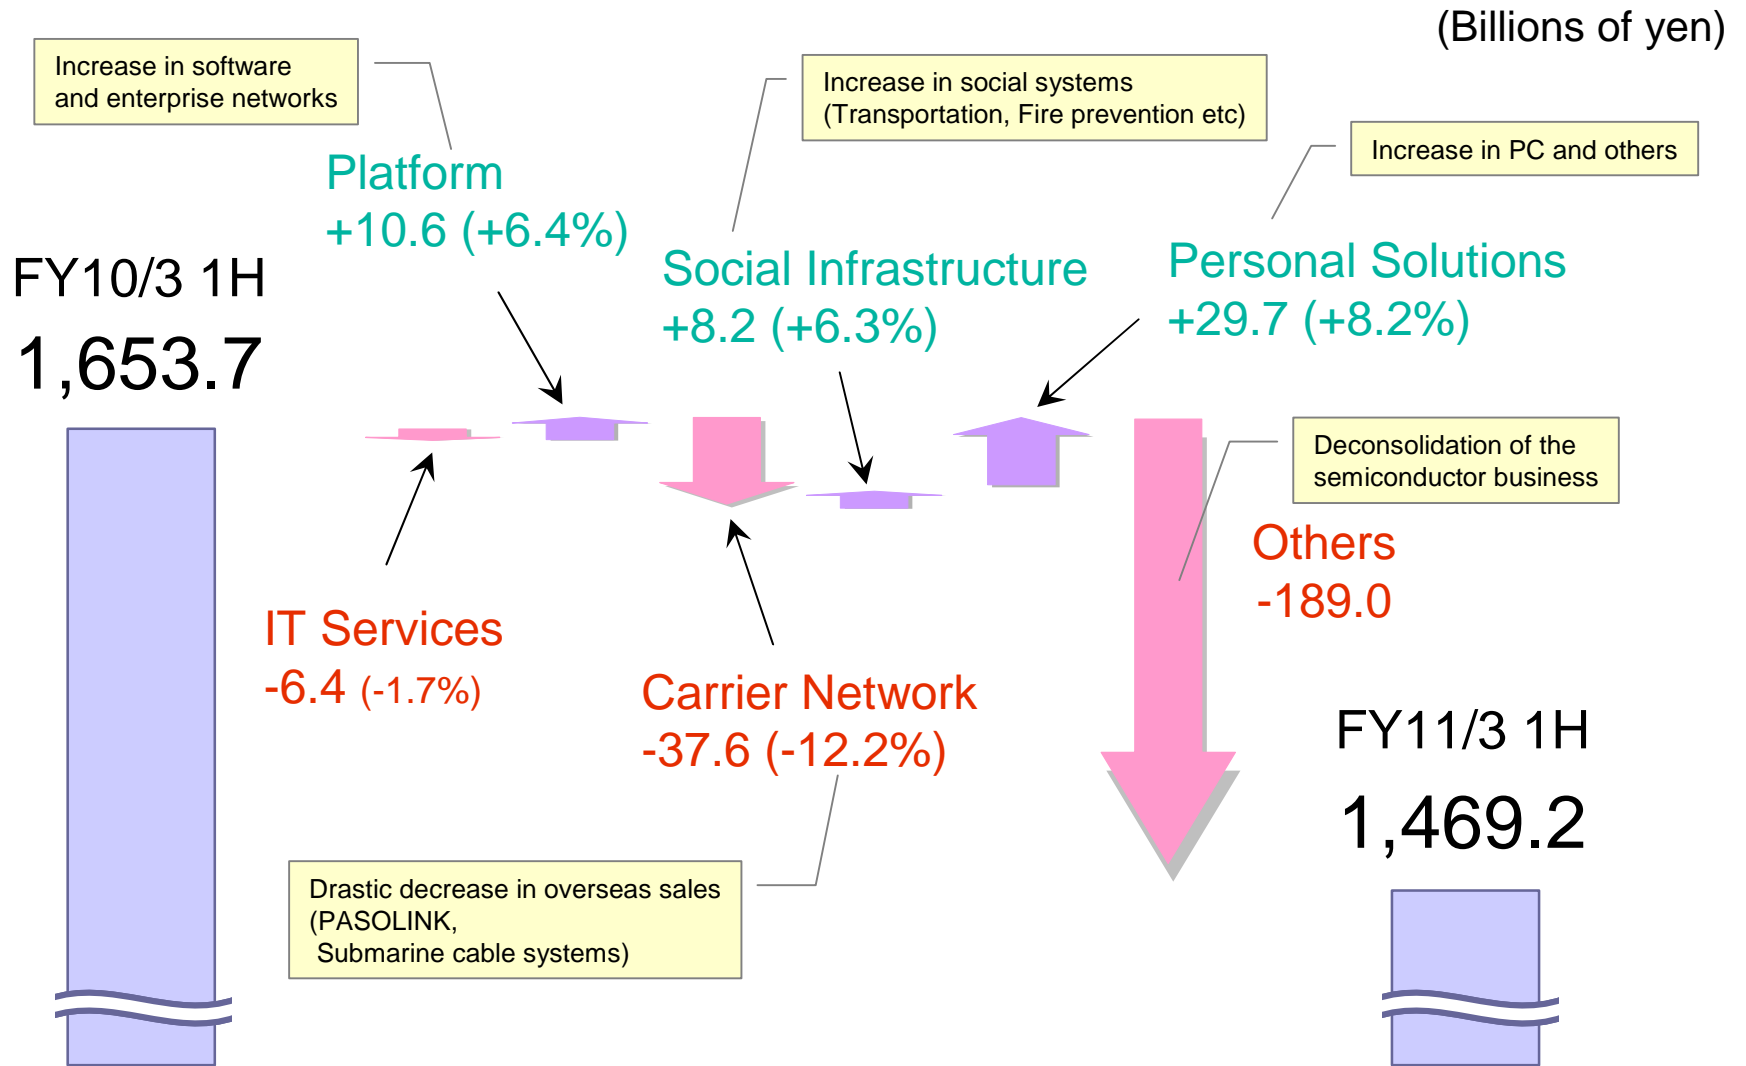 (Billions of yen)
Increase in software
and enterprise networks
Increase in social systems
(Transportation, Fire prevention etc)
Increase in PC and others
Platform
+10.6 (+6.4%)
Social Infrastructure
+8.2 (+6.3%)
Personal Solutions
+29.7 (+8.2%)
FY10/3 1H
1,653.7
Deconsolidation of the
semiconductor business
Others
-189.0
IT Services
-6.4 (-1.7%)
Carrier Network
-37.6 (-12.2%)
FY11/3 1H
1,469.2
Drastic decrease in overseas sales
(PASOLINK,
Submarine cable systems)